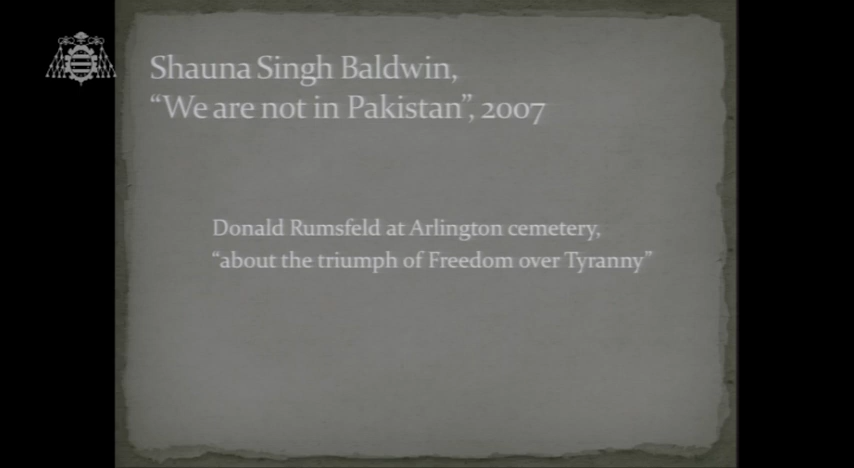 Shauna Singh Baldwin,
“We are not in Pakistan”, 2007
Donald Rumsfeld at Arlington cemetery,
“about the triumph of Freedom over Tyranny”